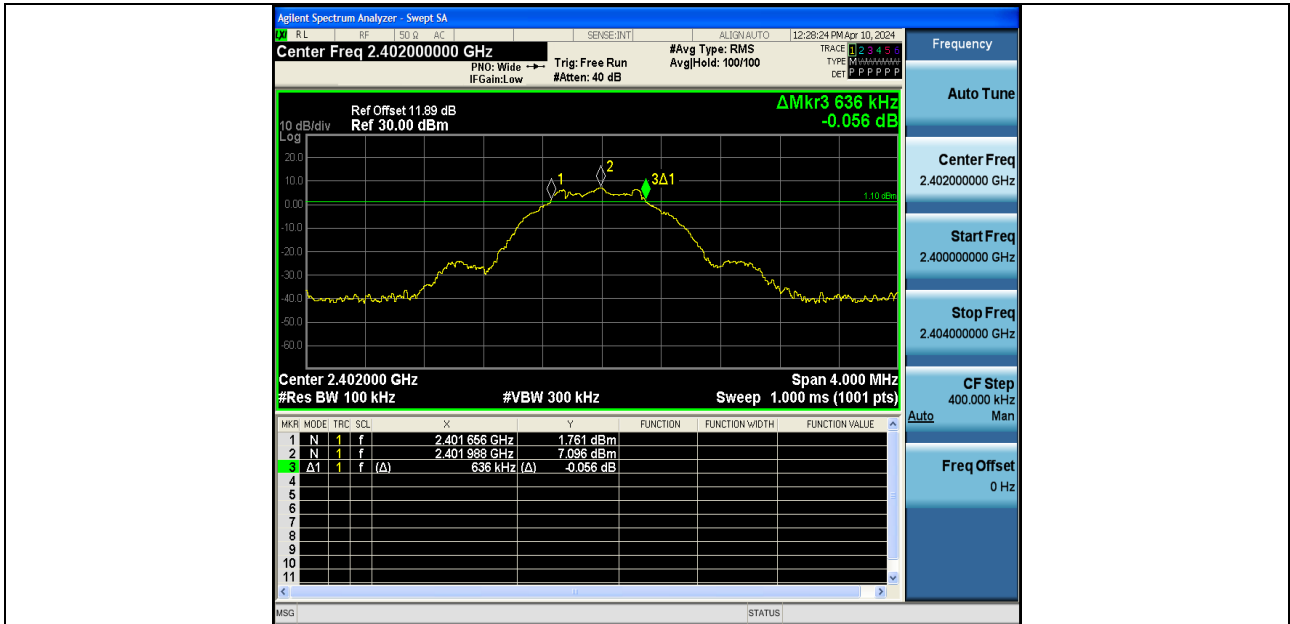 Agilent Spectrum Analyzer - Swept SA
LXI RL RF 50 Ω AC SENSE:INT ALIGN AUTO 12:28:24 PM Apr 10, 2024
Center Freq 2.402000000 GHz
PNO: Wide
IFGain:Low
Trig: Free Run
#Atten: 40 dB
#Avg Type: RMS
Avg|Hold: 100/100
TRACE 1 2 3 4 5 6
TYPE MWWWWW
DET P P P P P P
ΔMkr3 636 kHz
-0.056 dB
Ref Offset 11.89 dB
10 dB/div Ref 30.00 dBm
Log
20.0
10.0
0.00
-10.0
-20.0
-30.0
-40.0
-50.0
-60.0
1
2
3Δ1
1.10 dBm
Center 2.402000 GHz Span 4.000 MHz
#Res BW 100 kHz #VBW 300 kHz Sweep 1.000 ms (1001 pts)
MKR MODE TRC SCL X Y FUNCTION FUNCTION WIDTH FUNCTION VALUE
1 N 1 f 2.401 656 GHz 1.761 dBm
2 N 1 f 2.401 988 GHz 7.096 dBm
3 Δ1 1 f (Δ) 636 kHz (Δ) -0.056 dB
4
5
6
7
8
9
10
11
MSG STATUS
Frequency
Auto Tune
Center Freq
2.402000000 GHz
Start Freq
2.400000000 GHz
Stop Freq
2.404000000 GHz
CF Step
400.000 kHz
Auto Man
Freq Offset
0 Hz